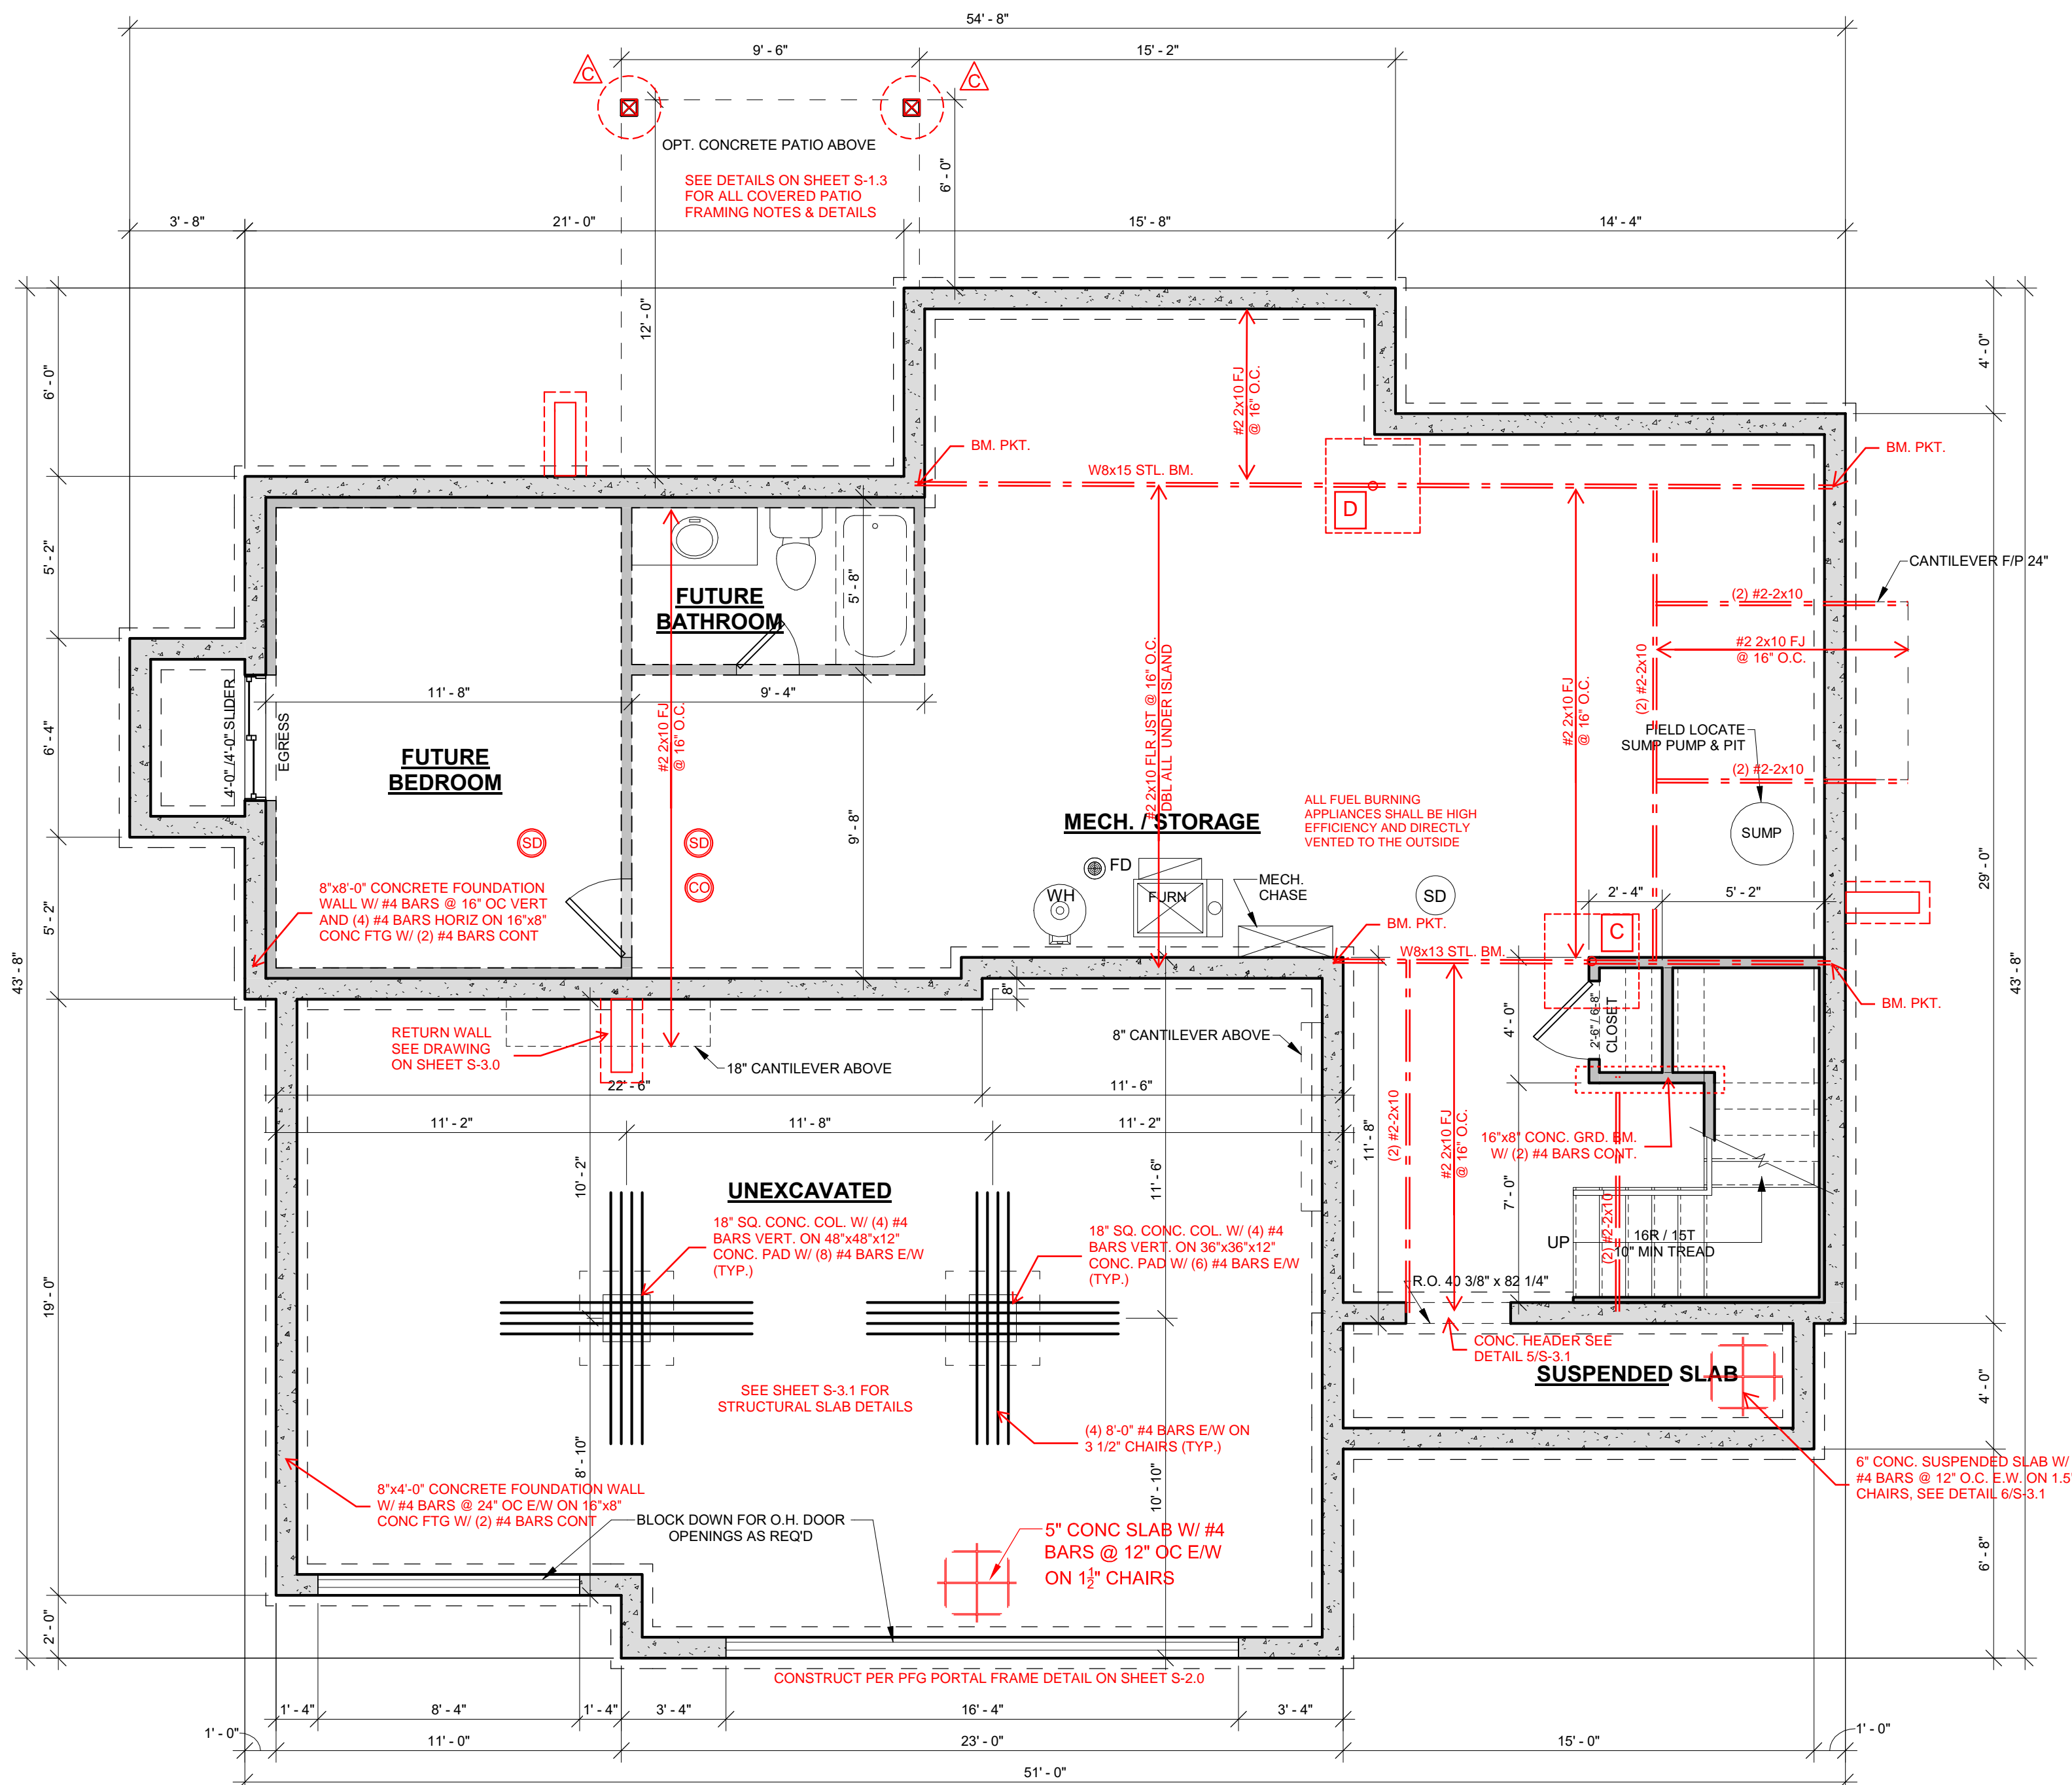 54' - 8"
9' - 6"
15' - 2"
C
C
OPT. CONCRETE PATIO ABOVE
SEE DETAILS ON SHEET S-1.3
FOR ALL COVERED PATIO
FRAMING NOTES & DETAILS
6' - 0"
12' - 0"
3' - 8"
21' - 0"
15' - 8"
14' - 4"
6' - 0"
5' - 2"
6' - 4"
5' - 2"
43' - 8"
19' - 0"
2' - 0"
4' - 0"
29' - 0"
43' - 8"
4' - 0"
6' - 8"
#2 2x10 FJ
@ 16" O.C.
BM. PKT.
W8x15 STL. BM.
BM. PKT.
D
CANTILEVER F/P 24"
(2) #2-2x10
#2 2x10 FJ
@ 16" O.C.
(2) #2-2x10
(2) #2-2x10
FIELD LOCATE
SUMP PUMP & PIT
SUMP
FUTURE
BATHROOM
5' - 8"
11' - 8"
9' - 4"
4'-0" /4'-0" SLIDER
EGRESS
FUTURE
BEDROOM
#2 2x10 FJ
@ 16" O.C.
#2 2x10 FLR JST @ 16" O.C.
DBL ALL UNDER ISLAND
#2 2x10 FJ
@ 16" O.C.
MECH. / STORAGE
ALL FUEL BURNING
APPLIANCES SHALL BE HIGH
EFFICIENCY AND DIRECTLY
VENTED TO THE OUTSIDE
9' - 8"
SD
SD
CO
FD
WH
FURN
MECH.
CHASE
SD
2' - 4"
5' - 2"
8"x8'-0" CONCRETE FOUNDATION
WALL W/ #4 BARS @ 16" OC VERT
AND (4) #4 BARS HORIZ ON 16"x8"
CONC FTG W/ (2) #4 BARS CONT
BM. PKT.
C
W8x13 STL. BM.
BM. PKT.
8"
RETURN WALL
SEE DRAWING
ON SHEET S-3.0
18" CANTILEVER ABOVE
8" CANTILEVER ABOVE
4' - 0"
2'-6" / 6'-8"
CLOSET
22' - 6"
11' - 6"
11' - 2"
11' - 8"
11' - 2"
11' - 8"
(2) #2-2x10
#2 2x10 FJ
@ 16" O.C.
16"x8" CONC. GRD. BM.
W/ (2) #4 BARS CONT.
10' - 2"
11' - 6"
7' - 0"
UNEXCAVATED
18" SQ. CONC. COL. W/ (4) #4
BARS VERT. ON 48"x48"x12"
CONC. PAD W/ (8) #4 BARS E/W
(TYP.)
18" SQ. CONC. COL. W/ (4) #4
BARS VERT. ON 36"x36"x12"
CONC. PAD W/ (6) #4 BARS E/W
(TYP.)
(2) #2-2x10
UP
16R / 15T
10" MIN TREAD
R.O. 40 3/8" x 82 1/4"
CONC. HEADER SEE
DETAIL 5/S-3.1
SUSPENDED SLAB
SEE SHEET S-3.1 FOR
STRUCTURAL SLAB DETAILS
(4) 8'-0" #4 BARS E/W ON
3 1/2" CHAIRS (TYP.)
8' - 10"
10' - 10"
6" CONC. SUSPENDED SLAB W/
#4 BARS @ 12" O.C. E.W. ON 1.5"
CHAIRS, SEE DETAIL 6/S-3.1
8"x4'-0" CONCRETE FOUNDATION WALL
W/ #4 BARS @ 24" OC E/W ON 16"x8"
CONC FTG W/ (2) #4 BARS CONT
BLOCK DOWN FOR O.H. DOOR
OPENINGS AS REQ'D
5" CONC SLAB W/ #4
BARS @ 12" OC E/W
ON 1 1/2" CHAIRS
CONSTRUCT PER PFG PORTAL FRAME DETAIL ON SHEET S-2.0
1' - 4"
8' - 4"
1' - 4"
3' - 4"
16' - 4"
3' - 4"
1' - 0"
11' - 0"
23' - 0"
15' - 0"
1' - 0"
51' - 0"